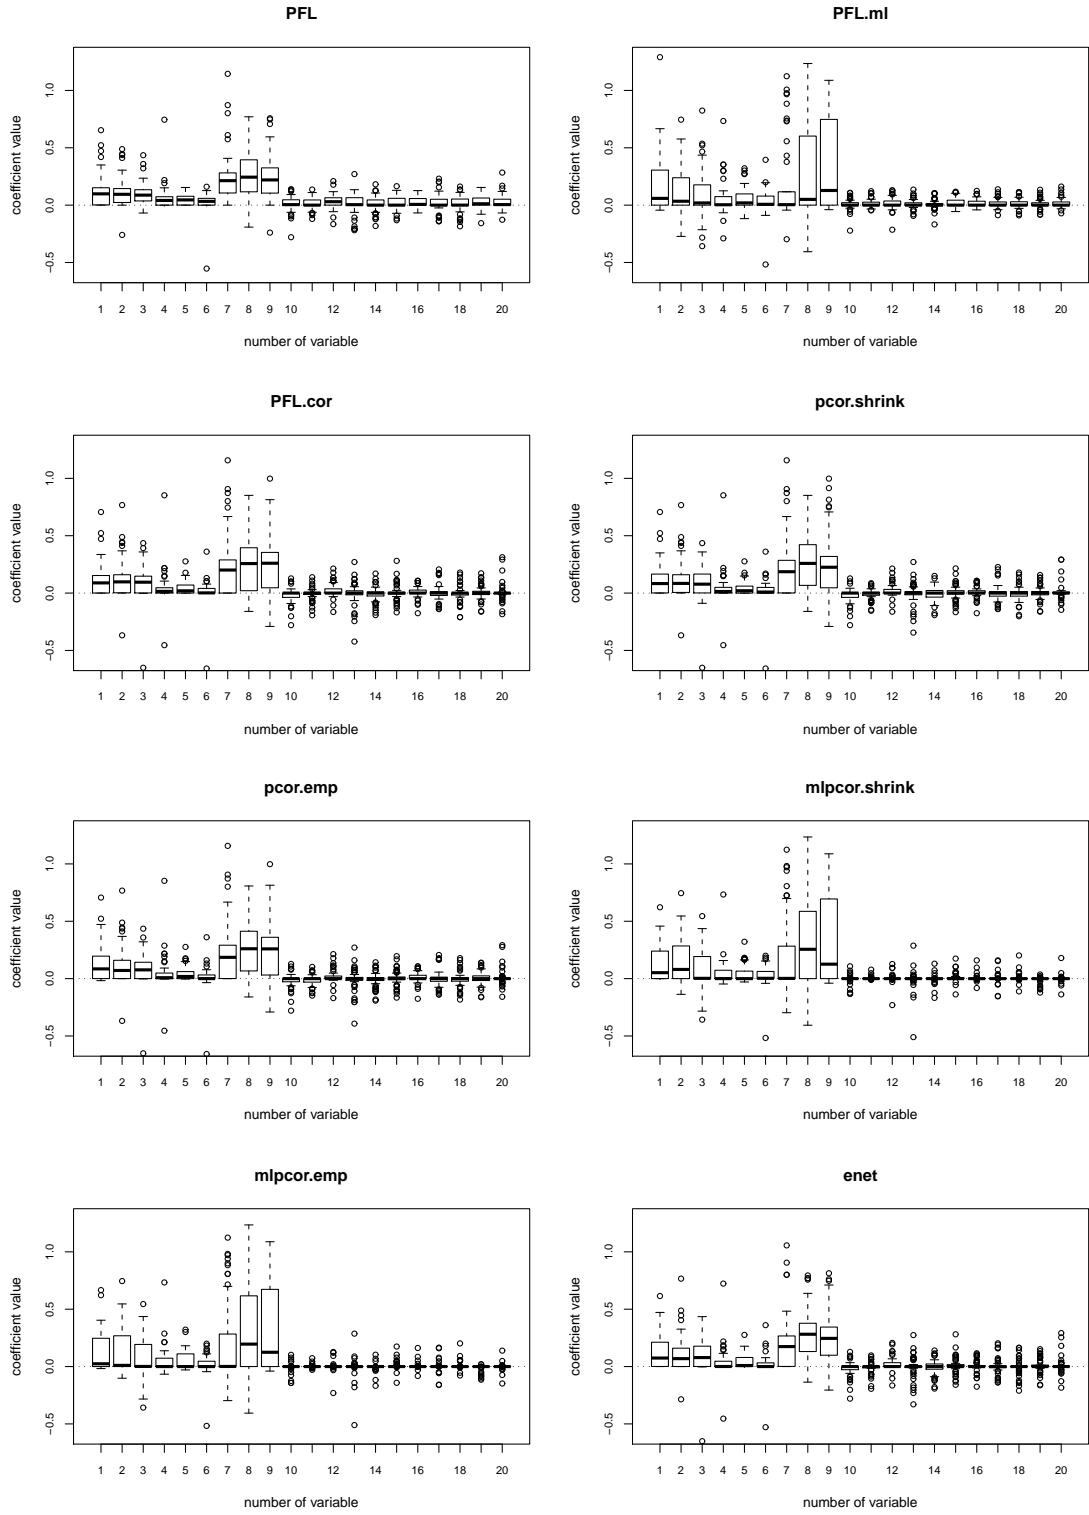 PFL
coefficient value
1.0
0.5
0.0
−0.5
1 2 3 4 5 6 7 8 9 10 12 14 16 18 20
number of variable
PFL.ml
coefficient value
1.0
0.5
0.0
−0.5
1 2 3 4 5 6 7 8 9 10 12 14 16 18 20
number of variable
PFL.cor
coefficient value
1.0
0.5
0.0
−0.5
1 2 3 4 5 6 7 8 9 10 12 14 16 18 20
number of variable
pcor.shrink
coefficient value
1.0
0.5
0.0
−0.5
1 2 3 4 5 6 7 8 9 10 12 14 16 18 20
number of variable
pcor.emp
coefficient value
1.0
0.5
0.0
−0.5
1 2 3 4 5 6 7 8 9 10 12 14 16 18 20
number of variable
mlpcor.shrink
coefficient value
1.0
0.5
0.0
−0.5
1 2 3 4 5 6 7 8 9 10 12 14 16 18 20
number of variable
mlpcor.emp
coefficient value
1.0
0.5
0.0
−0.5
1 2 3 4 5 6 7 8 9 10 12 14 16 18 20
number of variable
enet
coefficient value
1.0
0.5
0.0
−0.5
1 2 3 4 5 6 7 8 9 10 12 14 16 18 20
number of variable